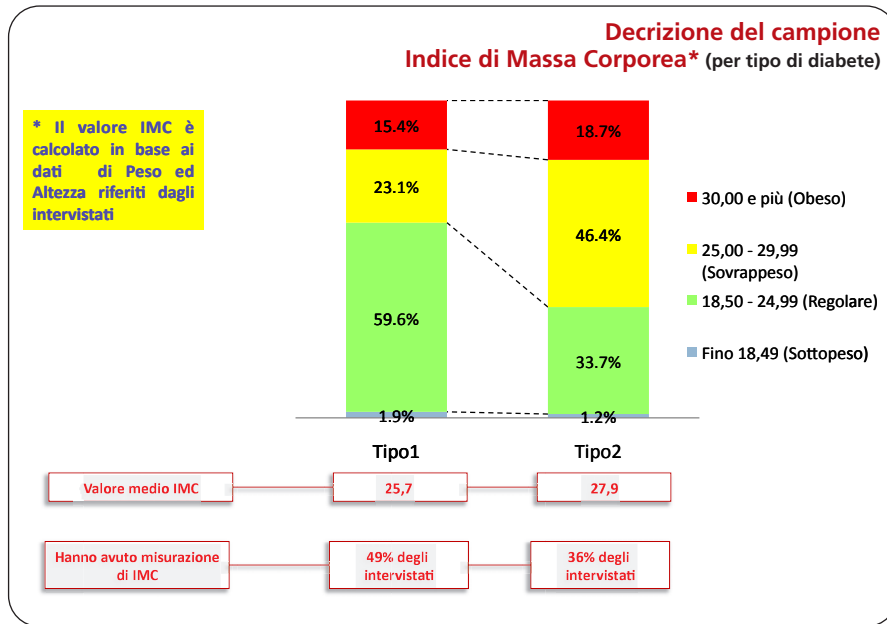 Decrizione del campione
Indice di Massa Corporea* (per tipo di diabete)
* Il valore IMC è
calcolato in base ai
dati di Peso ed
Altezza riferiti dagli
intervistati
15.4%
18.7%
23.1%
46.4%
59.6%
33.7%
1.9%
1.2%
30,00 e più (Obeso)
25,00 - 29,99
(Sovrappeso)
18,50 - 24,99 (Regolare)
Fino 18,49 (Sottopeso)
Tipo1
Tipo2
Valore medio IMC
25,7
27,9
Hanno avuto misurazione
di IMC
49% degli
intervistati
36% degli
intervistati